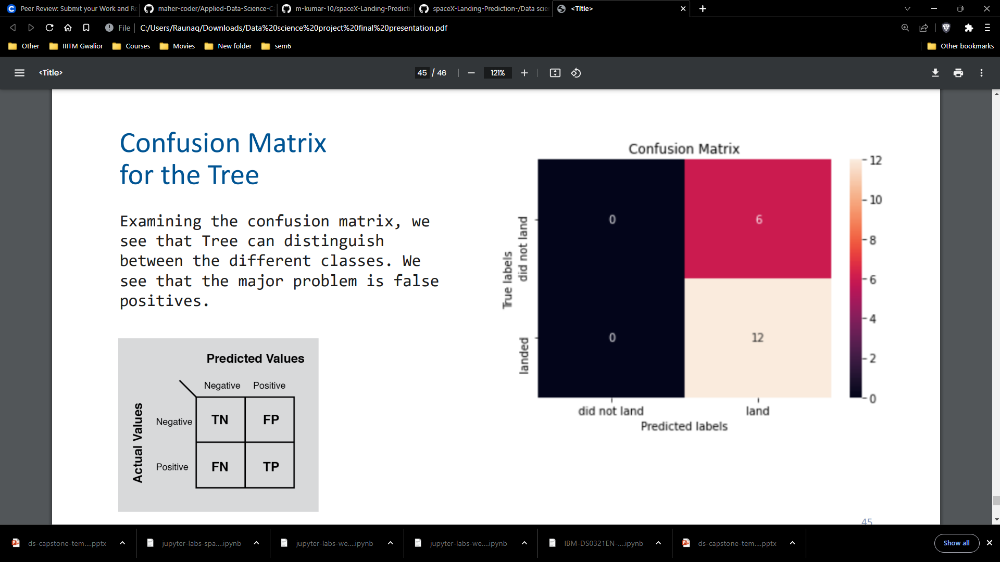 Peer Review: Submit your Work and Re
maher-coder/Applied-Data-Science-C
m-kumar-10/spaceX-Landing-Predicti
spaceX-Landing-Prediction-/Data scie
<Title>
File
C:/Users/Raunaq/Downloads/Data%20science%20project%20final%20presentation.pdf
Other
IIITM Gwalior
Courses
Movies
New folder
sem6
Other bookmarks
<Title>
45 / 46
121%
Confusion Matrix
for the Tree
Examining the confusion matrix, we
see that Tree can distinguish
between the different classes. We
see that the major problem is false
positives.
Predicted Values
Negative Positive
Actual Values
Negative TN FP
Positive FN TP
Confusion Matrix
True labels
did not land
landed
0 6
0 12
did not land land
Predicted labels
12
10
8
6
4
2
0
45
ds-capstone-tem....pptx
jupyter-labs-spa....ipynb
jupyter-labs-we....ipynb
jupyter-labs-we....ipynb
IBM-DS0321EN-....ipynb
ds-capstone-tem....pptx
Show all